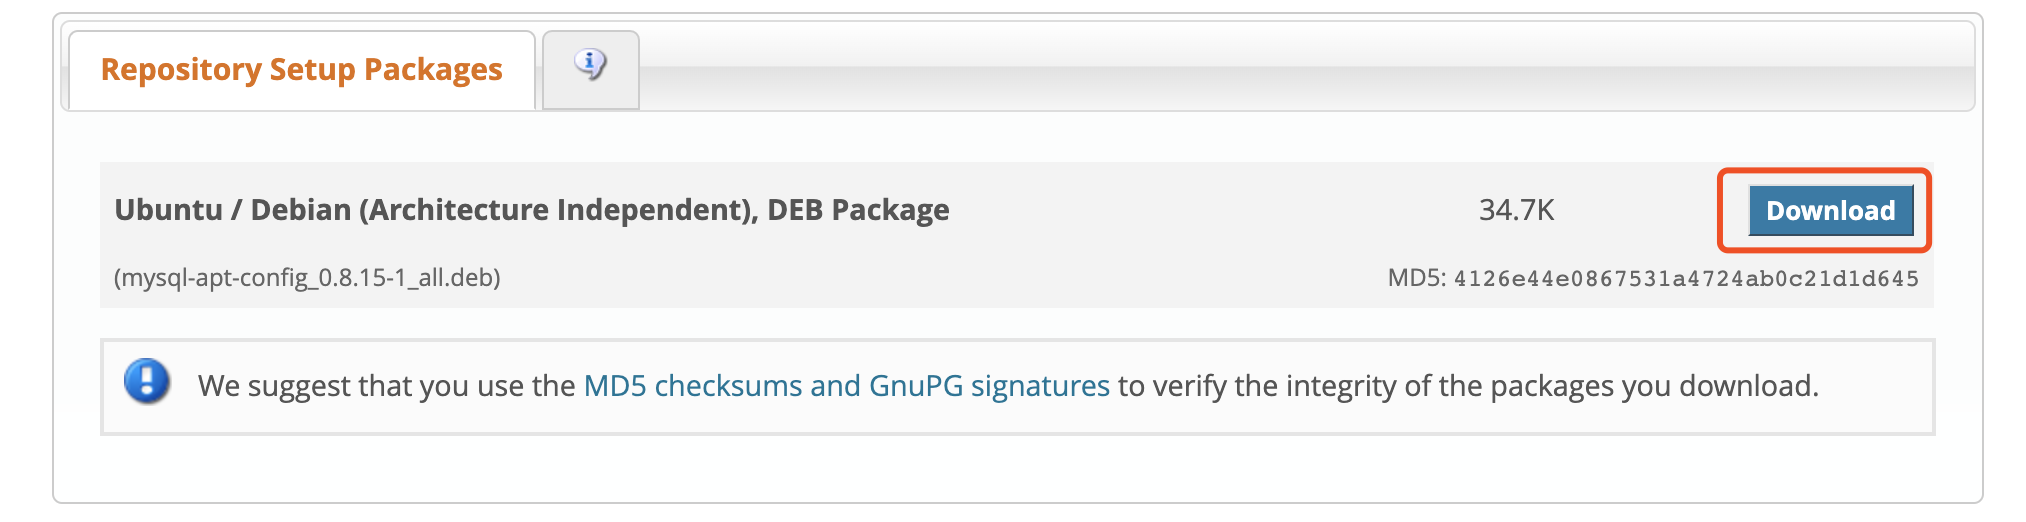 Repository Setup Packages
Ubuntu / Debian (Architecture Independent), DEB Package 34.7K Download
(mysql-apt-config_0.8.15-1_all.deb) MD5: 4126e44e0867531a4724ab0c21d1d645
We suggest that you use the MD5 checksums and GnuPG signatures to verify the integrity of the packages you download.